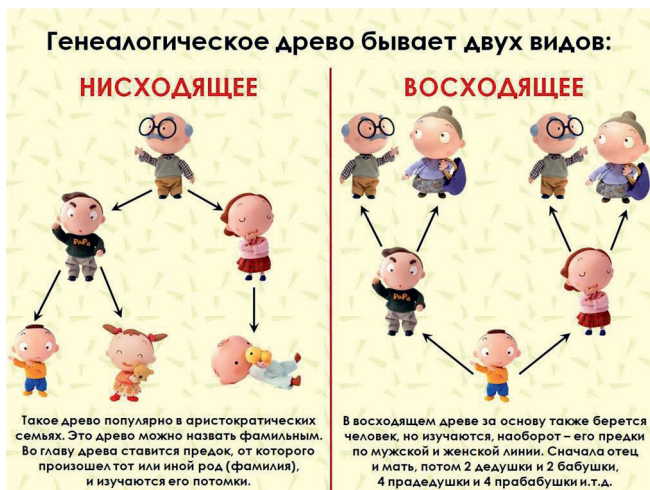 Генеалогическое древо бывает двух видов:
НИСХОДЯЩЕЕ
PAPA
Такое древо популярно в аристократических
семьях. Это древо можно назвать фамильным.
Во главу древа ставится предок, от которого
произошел тот или иной род (фамилия),
и изучаются его потомки.
ВОСХОДЯЩЕЕ
PAPA
В восходящем древе за основу также берется
человек, но изучаются, наоборот – его предки
по мужской и женской линии. Сначала отец
и мать, потом 2 дедушки и 2 бабушки,
4 прадедушки и 4 прабабушки и.т.д.